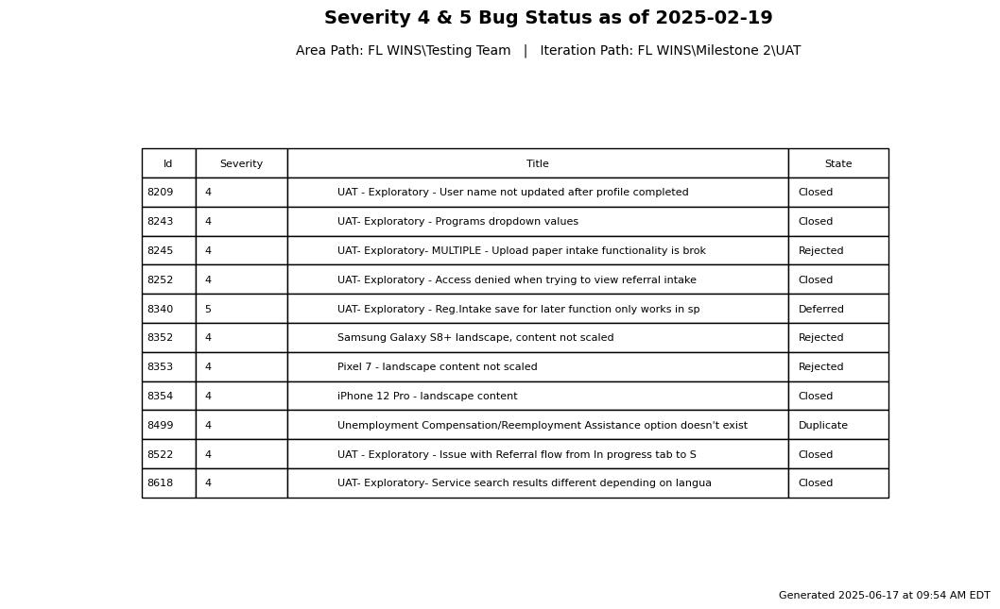 Severity 4 & 5 Bug Status as of 2025-02-19
Area Path: FL WINS\Testing Team | Iteration Path: FL WINS\Milestone 2\UAT
Id Severity Title State
8209 4 UAT - Exploratory - User name not updated after profile completed Closed
8243 4 UAT- Exploratory - Programs dropdown values Closed
8245 4 UAT- Exploratory- MULTIPLE - Upload paper intake functionality is brok Rejected
8252 4 UAT- Exploratory - Access denied when trying to view referral intake Closed
8340 5 UAT- Exploratory - Reg.Intake save for later function only works in sp Deferred
8352 4 Samsung Galaxy S8+ landscape, content not scaled Rejected
8353 4 Pixel 7 - landscape content not scaled Rejected
8354 4 iPhone 12 Pro - landscape content Closed
8499 4 Unemployment Compensation/Reemployment Assistance option doesn't exist Duplicate
8522 4 UAT - Exploratory - Issue with Referral flow from In progress tab to S Closed
8618 4 UAT- Exploratory- Service search results different depending on langua Closed
Generated 2025-06-17 at 09:54 AM EDT